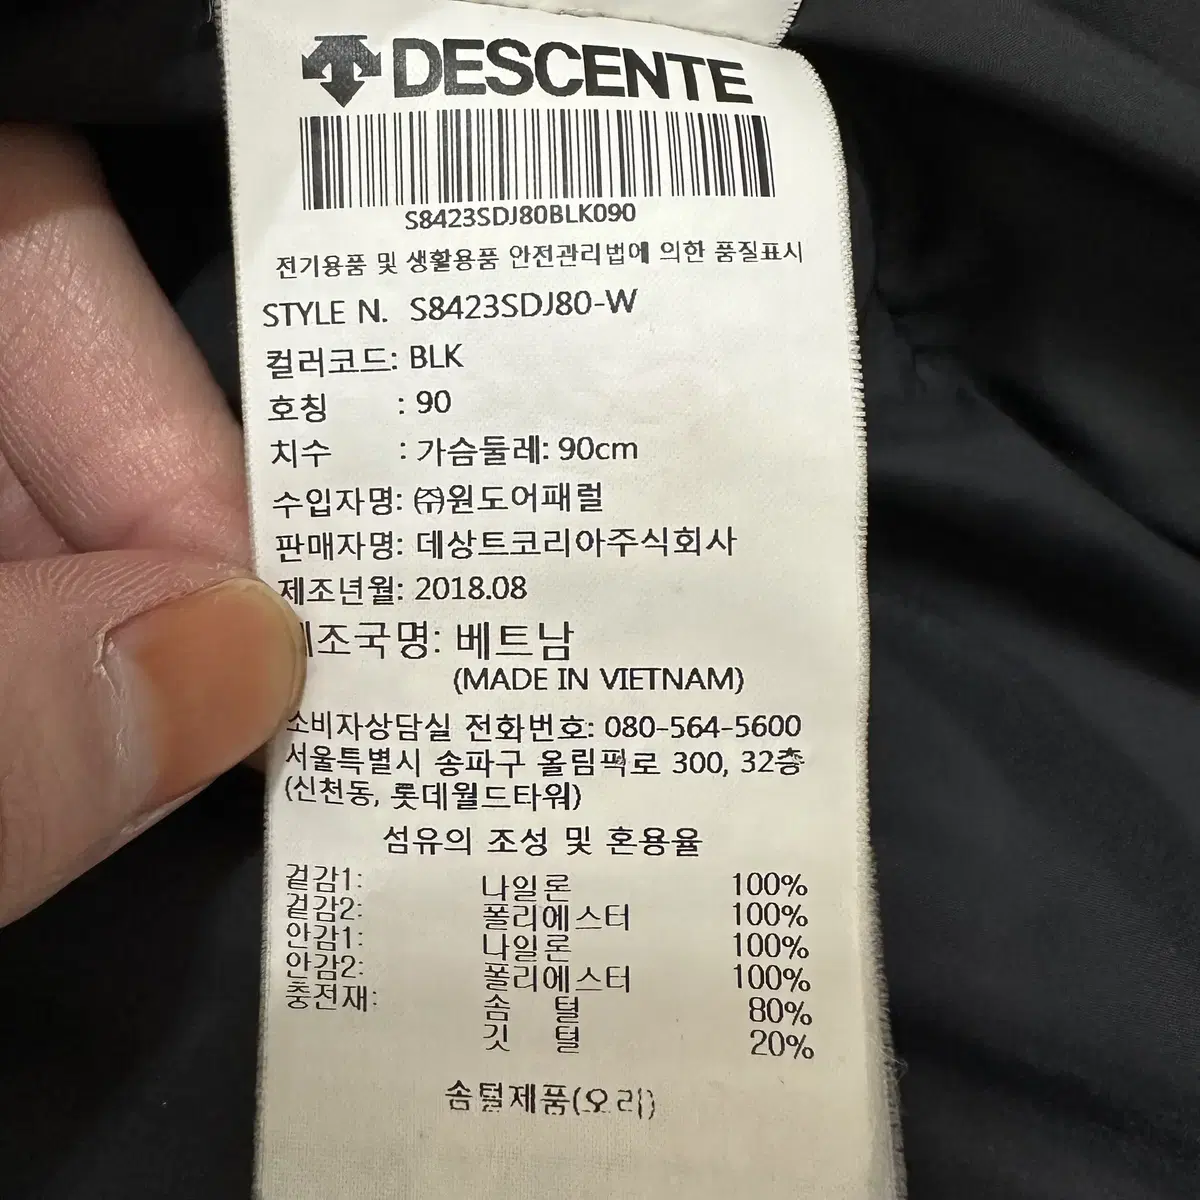 DESCENTE
S8423SDJ80BLK090
전기용품 및 생활용품 안전관리법에 의한 품질표시
STYLE N. S8423SDJ80-W
컬러코드: BLK
호칭 : 90
치수 : 가슴둘레: 90cm
수입자명: ㈜원도어패럴
판매자명: 데상트코리아주식회사
제조년월: 2018.08
제조국명: 베트남
(MADE IN VIETNAM)
소비자상담실 전화번호: 080-564-5600
서울특별시 송파구 올림픽로 300, 32층
(신천동, 롯데월드타워)
섬유의 조성 및 혼용율
겉감1: 나일론 100%
겉감2: 폴리에스터 100%
안감1: 나일론 100%
안감2: 폴리에스터 100%
충전재: 솜 털 80%
깃 털 20%
솜털제품(오리)